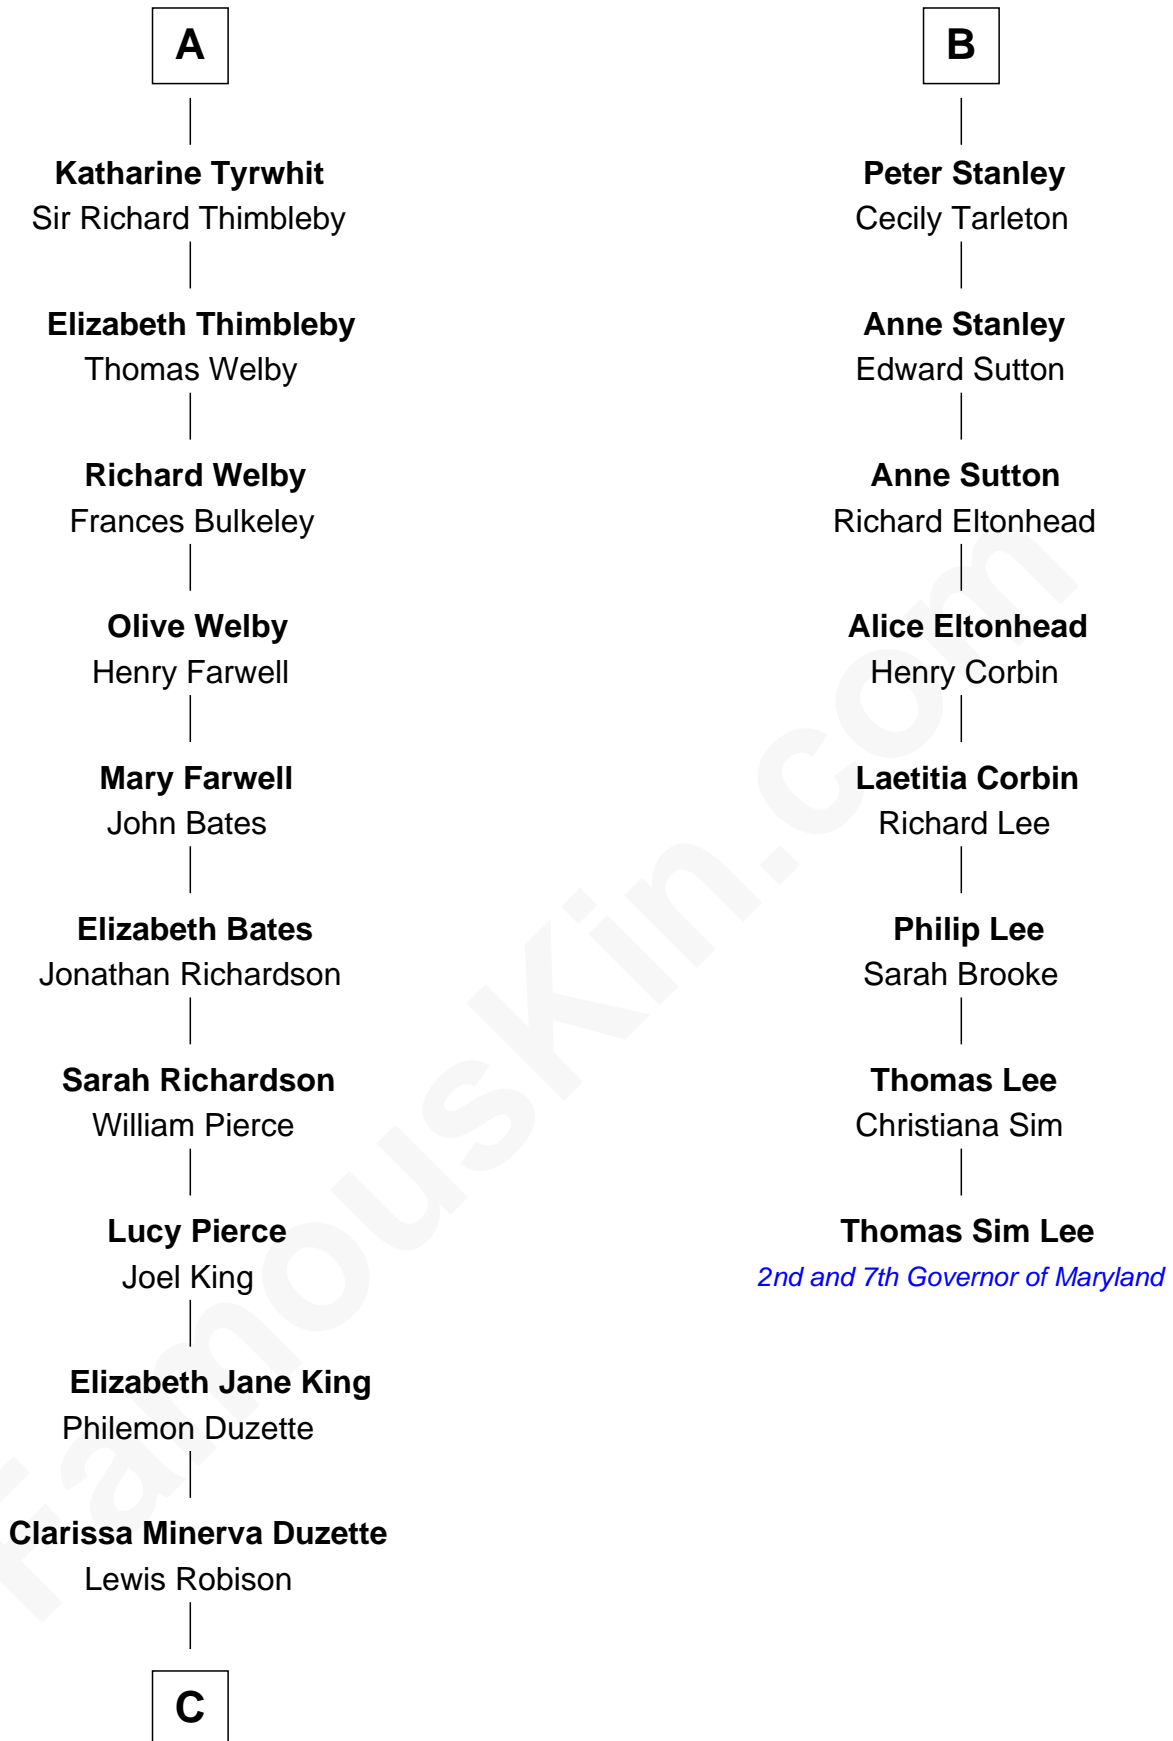 A
Katharine Tyrwhit
Sir Richard Thimbleby
Elizabeth Thimbleby
Thomas Welby
Richard Welby
Frances Bulkeley
Olive Welby
Henry Farwell
Mary Farwell
John Bates
Elizabeth Bates
Jonathan Richardson
Sarah Richardson
William Pierce
Lucy Pierce
Joel King
Elizabeth Jane King
Philemon Duzette
Clarissa Minerva Duzette
Lewis Robison
C
B
Peter Stanley
Cecily Tarleton
Anne Stanley
Edward Sutton
Anne Sutton
Richard Eltonhead
Alice Eltonhead
Henry Corbin
Laetitia Corbin
Richard Lee
Philip Lee
Sarah Brooke
Thomas Lee
Christiana Sim
Thomas Sim Lee
2nd and 7th Governor of Maryland
FamousKin.com